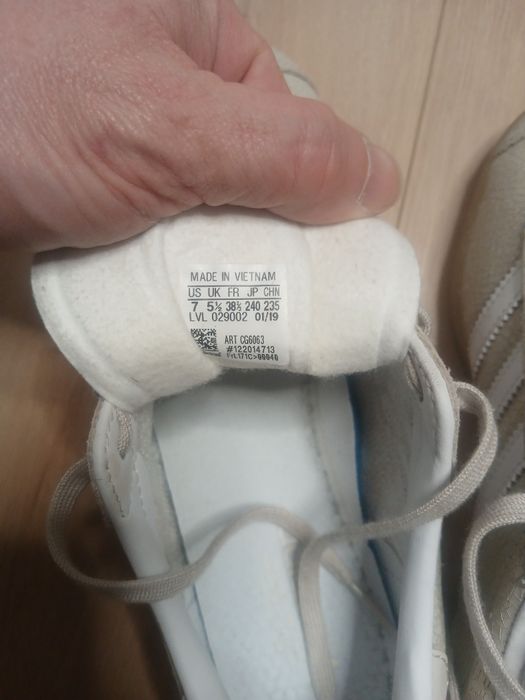 MADE IN VIETNAM
US UK FR JP CHN
7 5½ 38⅔ 240 235
LVL 029002 01/19
ART CG6063
#122014713